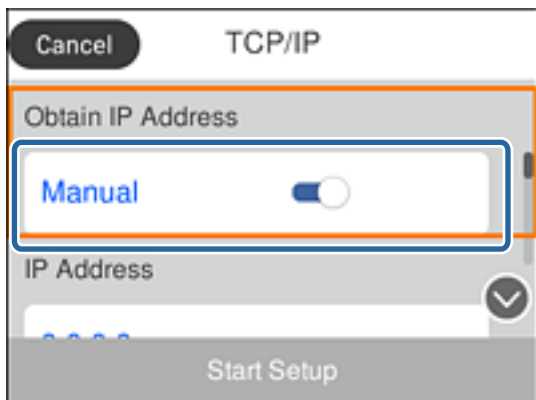 Cancel
TCP/IP
Obtain IP Address
Manual
IP Address
Start Setup